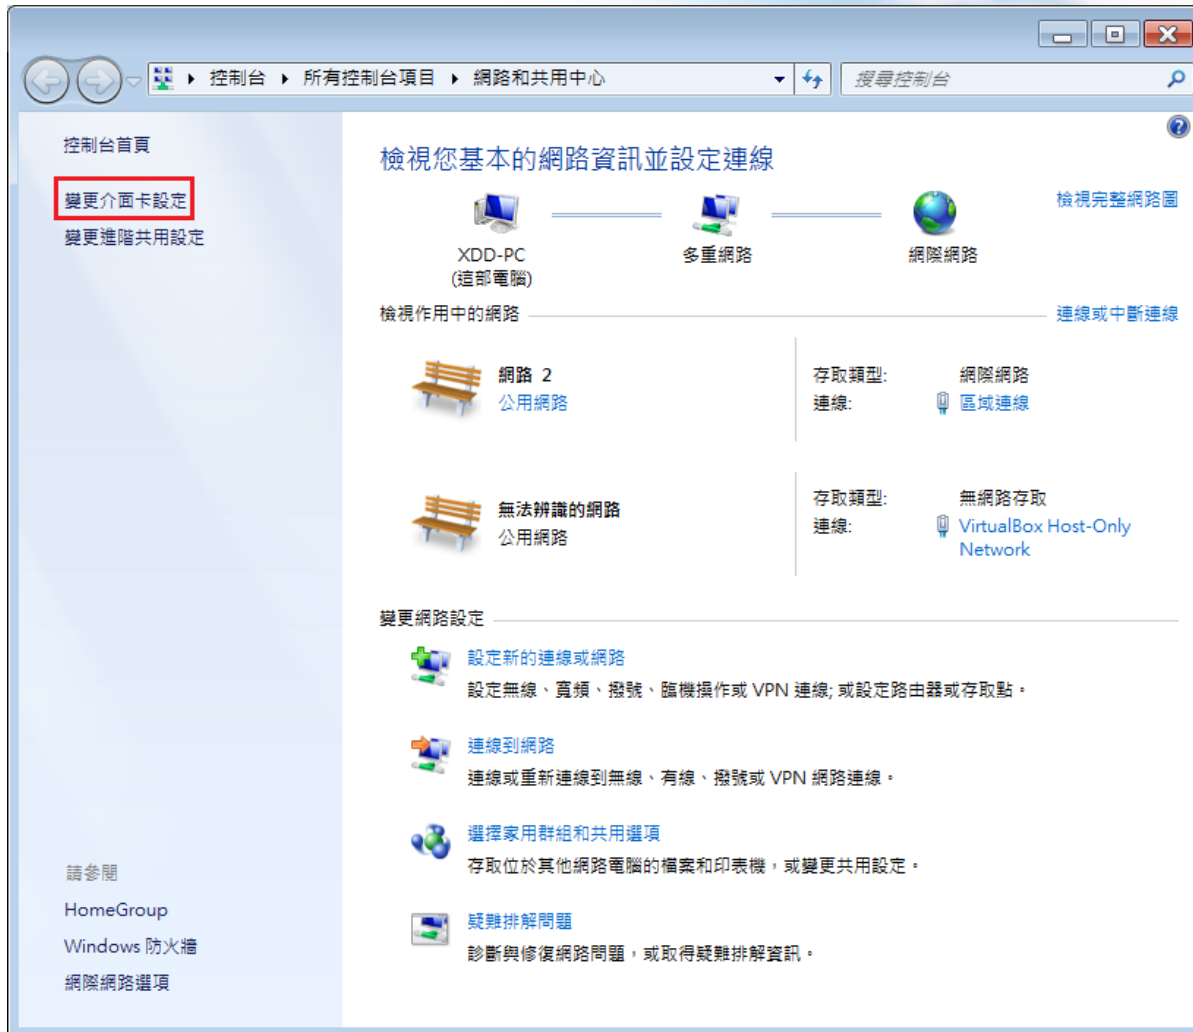 控制台 ▸ 所有控制台項目 ▸ 網路和共用中心
搜尋控制台
控制台首頁
變更介面卡設定
變更進階共用設定
檢視您基本的網路資訊並設定連線
檢視完整網路圖
XDD-PC
(這部電腦)
多重網路
網際網路
檢視作用中的網路
連線或中斷連線
網路 2
公用網路
存取類型: 網際網路
連線: 區域連線
無法辨識的網路
公用網路
存取類型: 無網路存取
連線: VirtualBox Host-Only
Network
變更網路設定
設定新的連線或網路
設定無線、寬頻、撥號、臨機操作或 VPN 連線; 或設定路由器或存取點。
連線到網路
連線或重新連線到無線、有線、撥號或 VPN 網路連線。
選擇家用群組和共用選項
存取位於其他網路電腦的檔案和印表機，或變更共用設定。
疑難排解問題
診斷與修復網路問題，或取得疑難排解資訊。
請參閱
HomeGroup
Windows 防火牆
網際網路選項